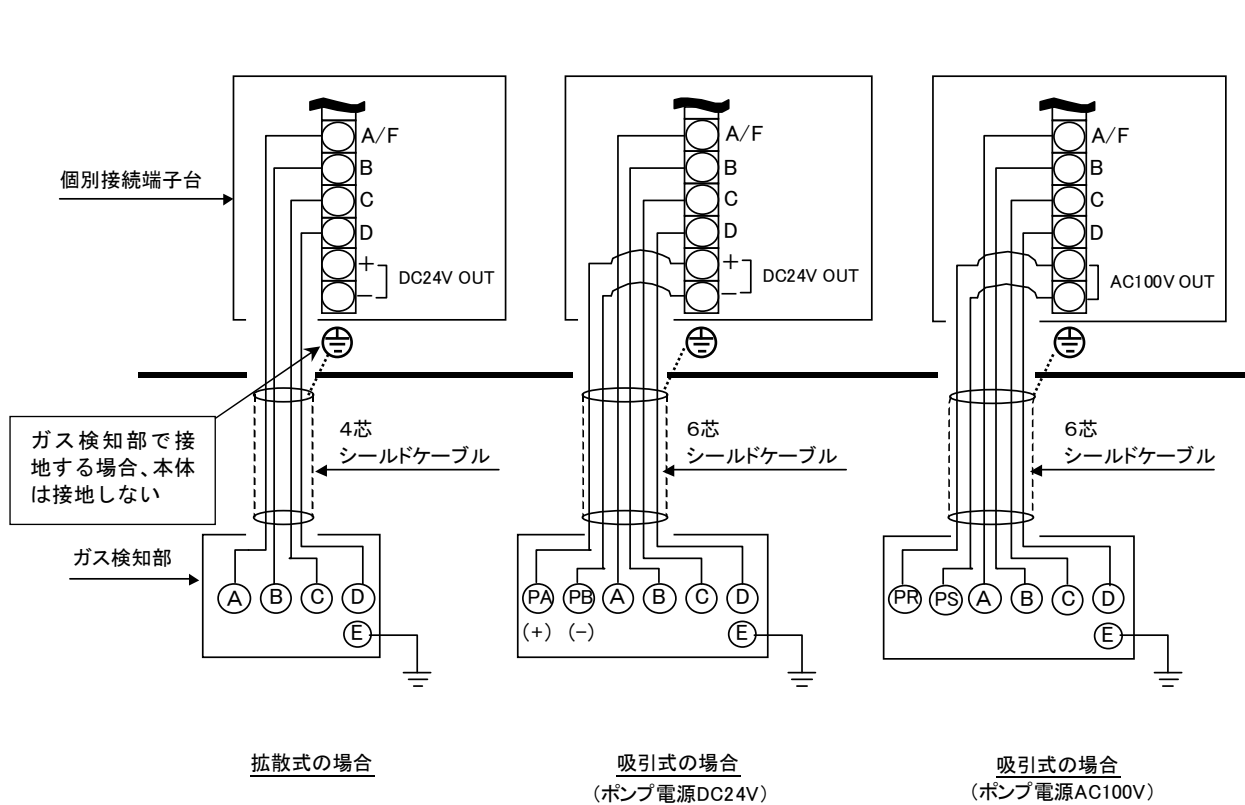 個別接続端子台
A/F
B
C
D
+
−
DC24V OUT
A/F
B
C
D
+
−
DC24V OUT
A/F
B
C
D
AC100V OUT
ガス検知部で接
地する場合、本体
は接地しない
4芯
シールドケーブル
6芯
シールドケーブル
6芯
シールドケーブル
ガス検知部
A B C D
E
PA PB A B C D
(+) (−)
E
PR PS A B C D
E
拡散式の場合
吸引式の場合
(ポンプ電源DC24V)
吸引式の場合
(ポンプ電源AC100V)